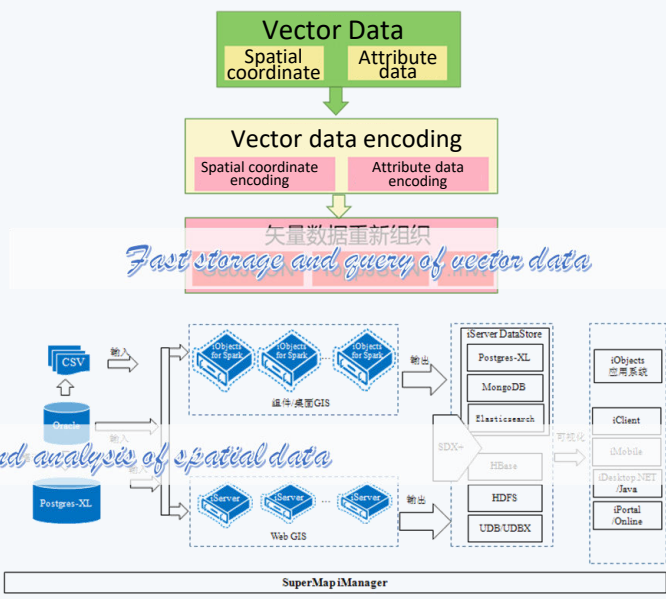 Vector Data
Spatial coordinate
Attribute data
Vector data encoding
Spatial coordinate encoding
Attribute data encoding
矢量数据重新组织
Fast storage and query of vector data
CSV
输入
Oracle
输入
nd analysis of spatial data
输入
Postgres-XL
iObjects for Spark
iObjects for Spark
...
iObjects for Spark
组件/桌面GIS
输出
iServer
iServer
...
iServer
Web GIS
输出
iServer DataStore
Postgres-XL
MongoDB
Elasticsearch
SDX+
HBase
HDFS
UDB/UDBX
可视化
iObjects
应用系统
iClient
iMobile
iDesktop.NET
/Java
iPortal
/Online
SuperMap iManager